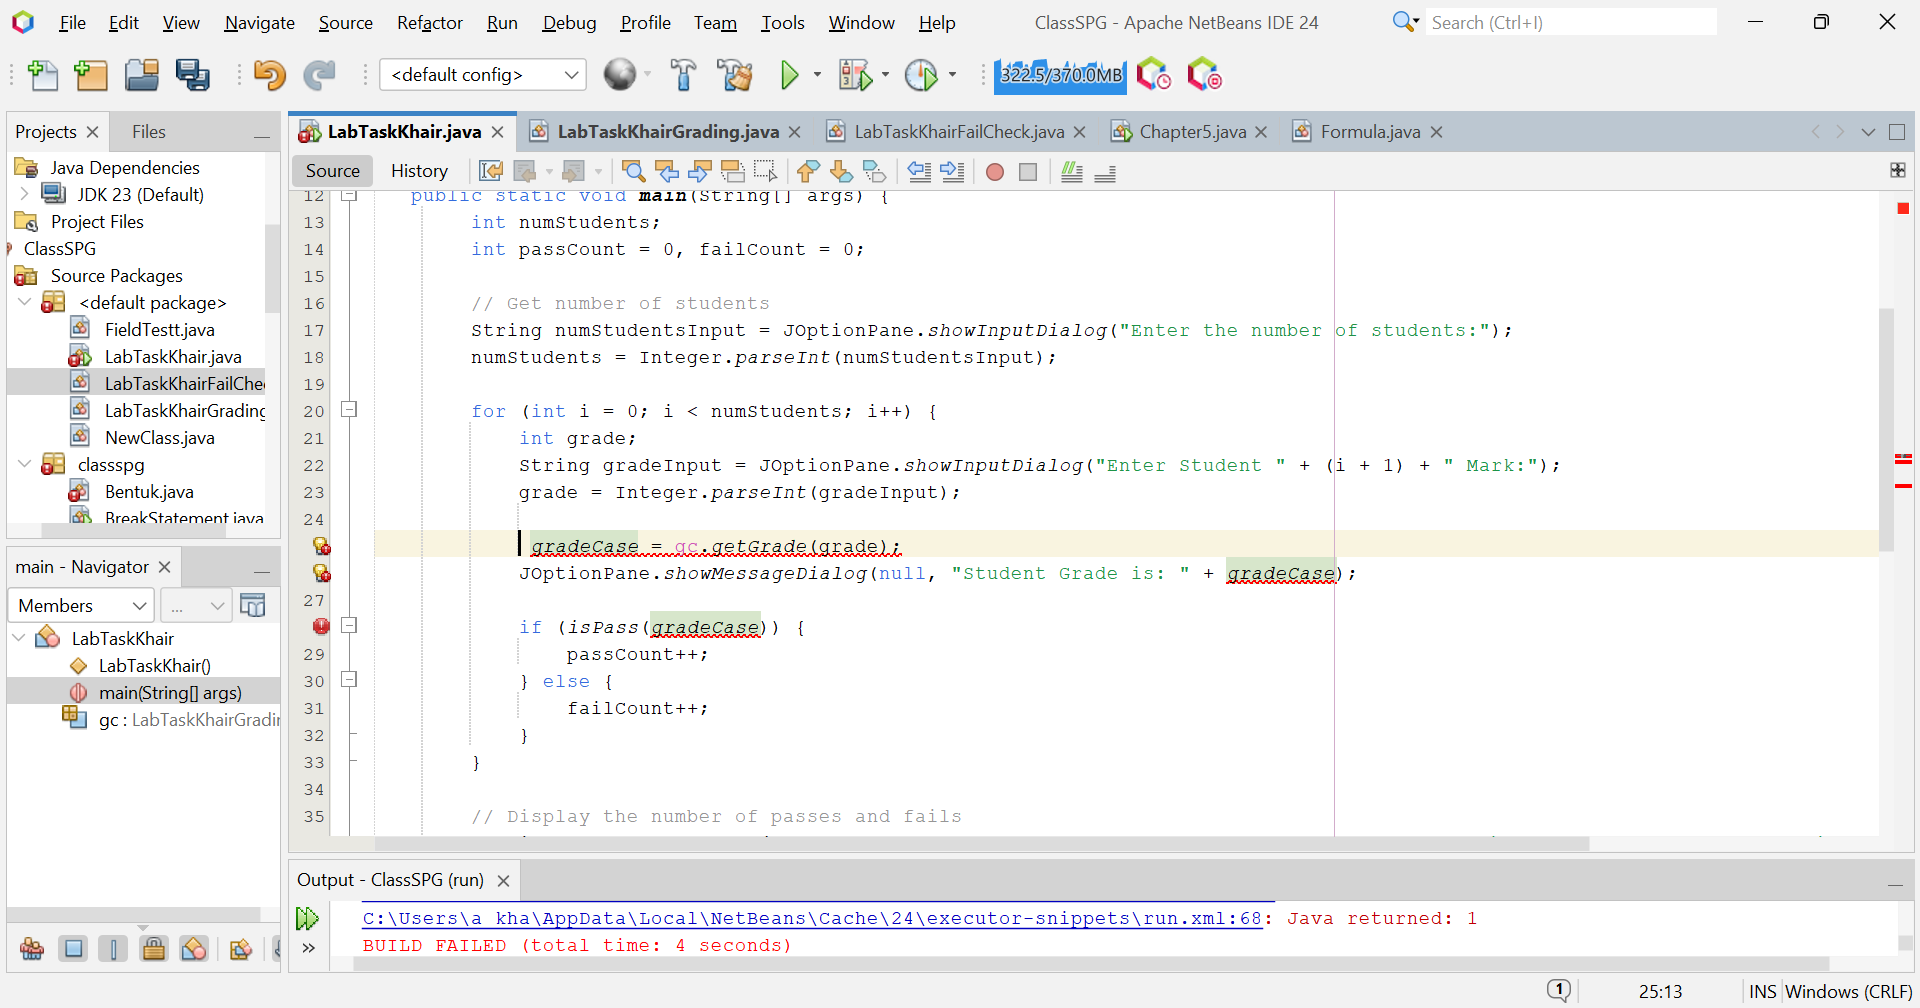 File Edit View Navigate Source Refactor Run Debug Profile Team Tools Window Help ClassSPG - Apache NetBeans IDE 24 Search (Ctrl+I)
<default config> 322.5/370.0MB
Projects Files LabTaskKhair.java LabTaskKhairGrading.java LabTaskKhairFailCheck.java Chapter5.java Formula.java
Source History
Java Dependencies
JDK 23 (Default)
Project Files
ClassSPG
Source Packages
<default package>
FieldTestt.java
LabTaskKhair.java
LabTaskKhairFailChe
LabTaskKhairGrading
NewClass.java
classspg
Bentuk.java
BreakStatement.java
main - Navigator
Members ...
LabTaskKhair
LabTaskKhair()
main(String[] args)
gc : LabTaskKhairGradin
12 public static void main(String[] args) {
13 int numStudents;
14 int passCount = 0, failCount = 0;
15
16 // Get number of students
17 String numStudentsInput = JOptionPane.showInputDialog("Enter the number of students:");
18 numStudents = Integer.parseInt(numStudentsInput);
19
20 for (int i = 0; i < numStudents; i++) {
21 int grade;
22 String gradeInput = JOptionPane.showInputDialog("Enter Student " + (i + 1) + " Mark:");
23 grade = Integer.parseInt(gradeInput);
24
gradeCase = gc.getGrade(grade);
JOptionPane.showMessageDialog(null, "Student Grade is: " + gradeCase);
27
if (isPass(gradeCase)) {
29 passCount++;
30 } else {
31 failCount++;
32 }
33 }
34
35 // Display the number of passes and fails
Output - ClassSPG (run)
C:\Users\a kha\AppData\Local\NetBeans\Cache\24\executor-snippets\run.xml:68: Java returned: 1
BUILD FAILED (total time: 4 seconds)
1 25:13 INS Windows (CRLF)